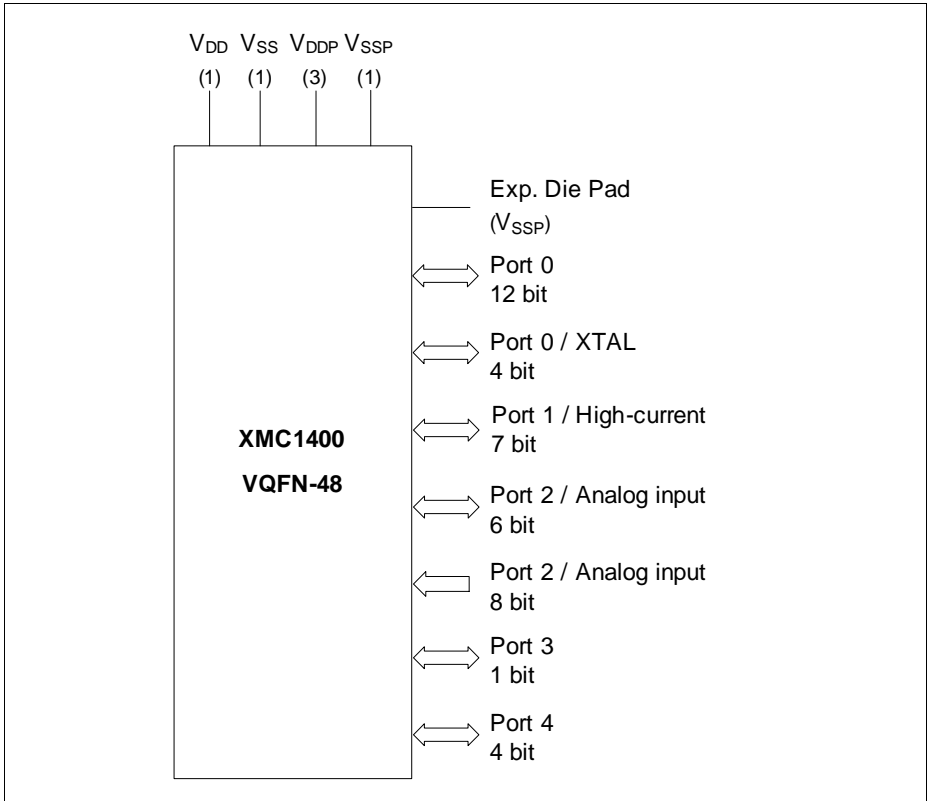 VDD VSS VDDP VSSP
(1) (1) (3) (1)
Exp. Die Pad
(VSSP)
Port 0
12 bit
Port 0 / XTAL
4 bit
Port 1 / High-current
7 bit
XMC1400
VQFN-48
Port 2 / Analog input
6 bit
Port 2 / Analog input
8 bit
Port 3
1 bit
Port 4
4 bit